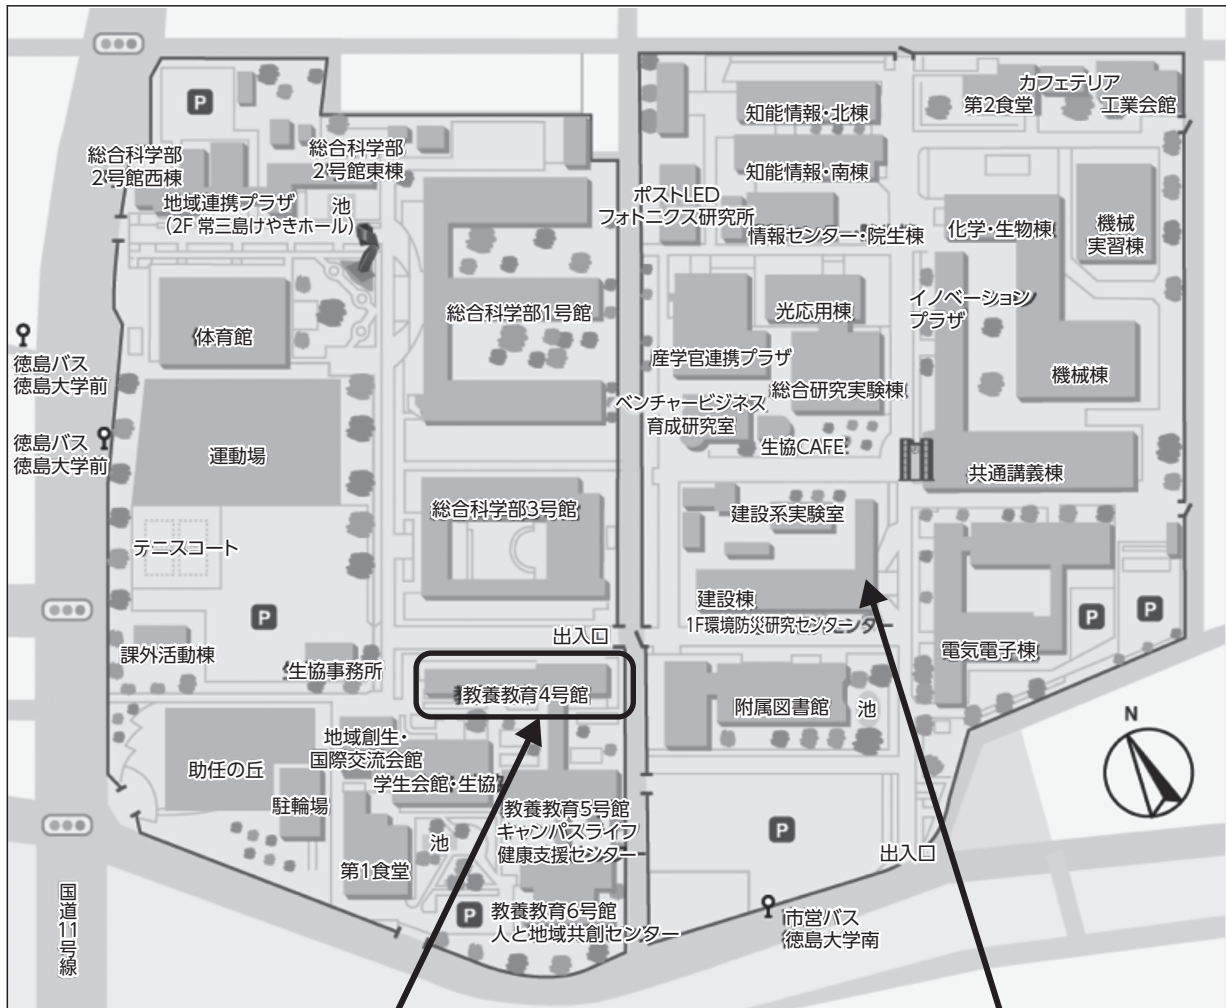 P
総合科学部
2号館西棟
総合科学部
2号館東棟
地域連携プラザ
(2F 常三島けやきホール)
池
体育館
総合科学部1号館
徳島バス
徳島大学前
徳島バス
徳島大学前
運動場
総合科学部3号館
テニスコート
P
出入口
課外活動棟
生協事務所
教養教育4号館
助任の丘
地域創生・
国際交流会館
学生会館・生協
駐輪場
第1食堂
池
教養教育5号館
キャンパスライフ
健康支援センター
P
教養教育6号館
人と地域共創センター
国道11号線
知能情報・北棟
カフェテリア
第2食堂
工業会館
知能情報・南棟
ポストLED
フォトニクス研究所
情報センター・院生棟
化学・生物棟
機械
実習棟
光応用棟
イノベーション
プラザ
産学官連携プラザ
総合研究実験棟
機械棟
ベンチャービジネス
育成研究室
生協CAFE
共通講義棟
建設系実験室
建設棟
1F環境防災研究センター
P
P
電気電子棟
附属図書館
池
N
P
出入口
市営バス
徳島大学南